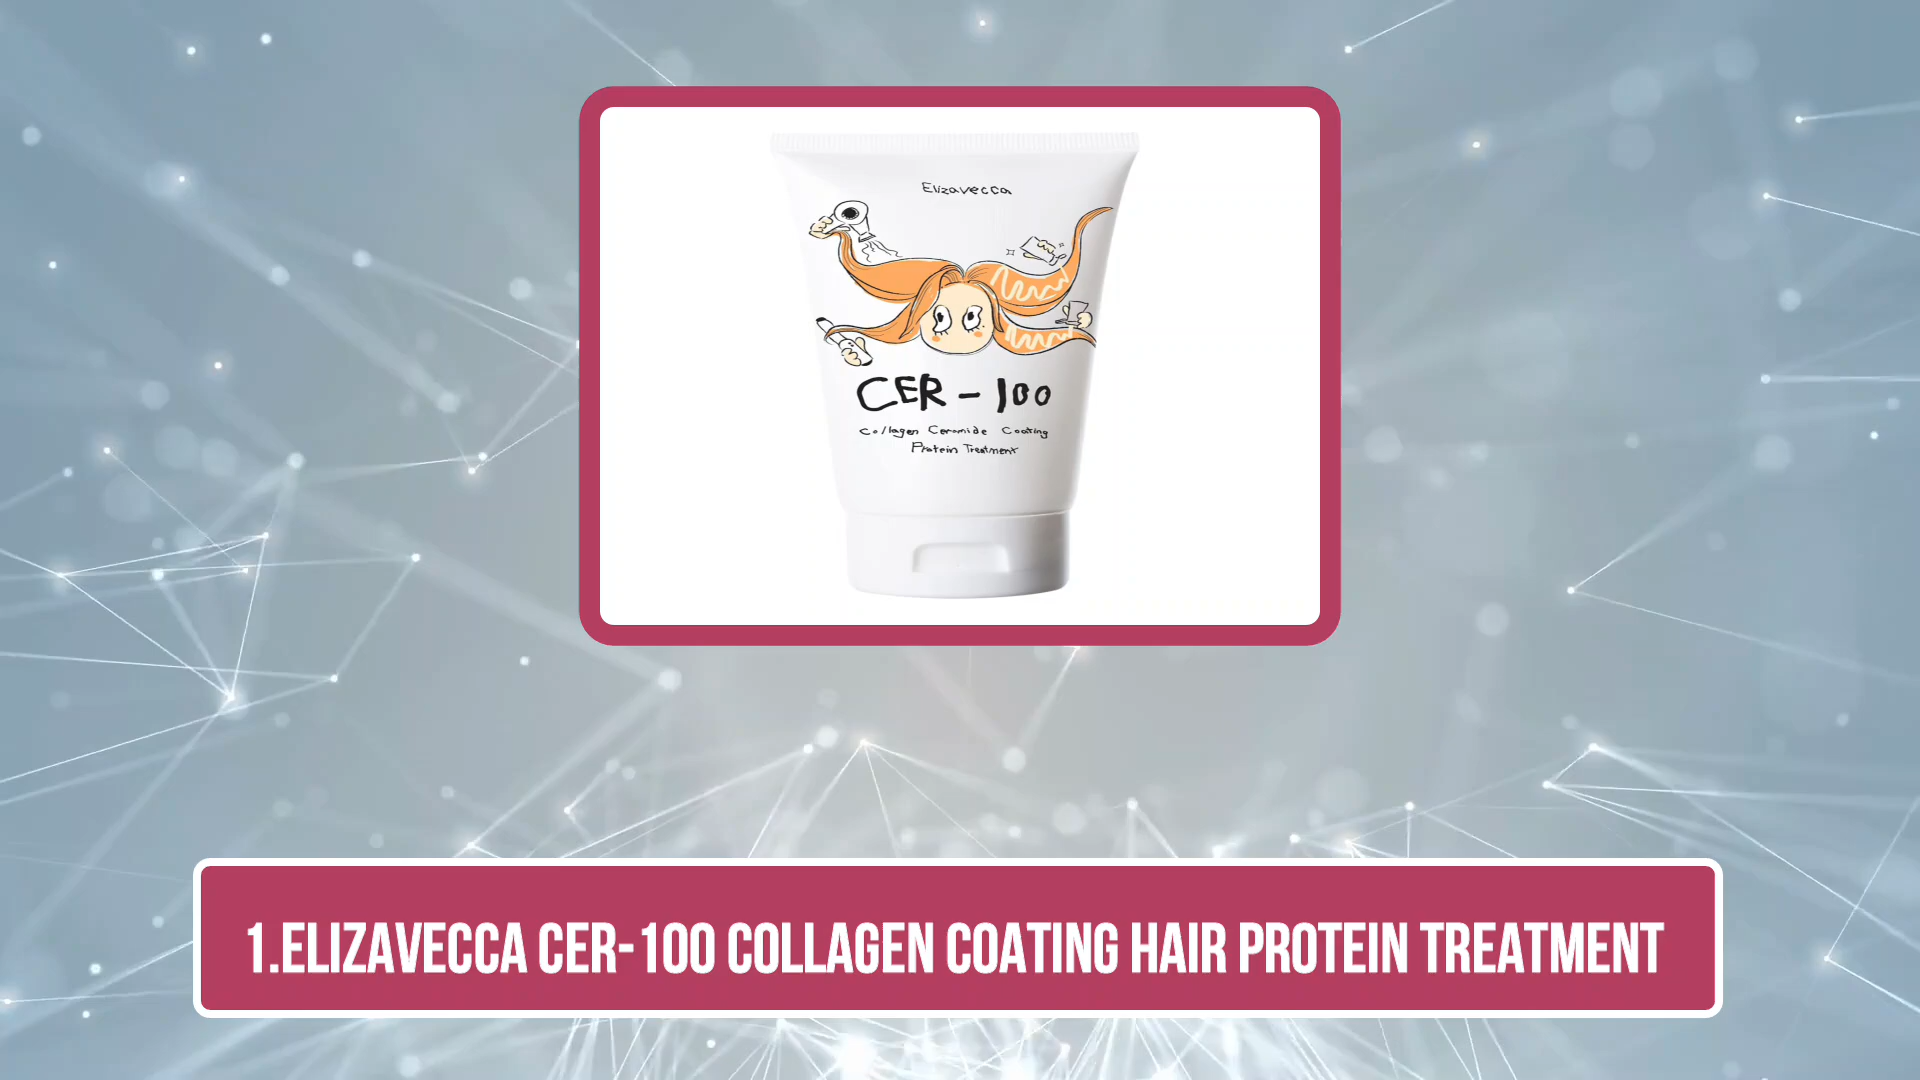 Elizavecca
CER-100
Collagen Ceramide Coating
Protein Treatment
1.ELIZAVECCA CER-100 COLLAGEN COATING HAIR PROTEIN TREATMENT